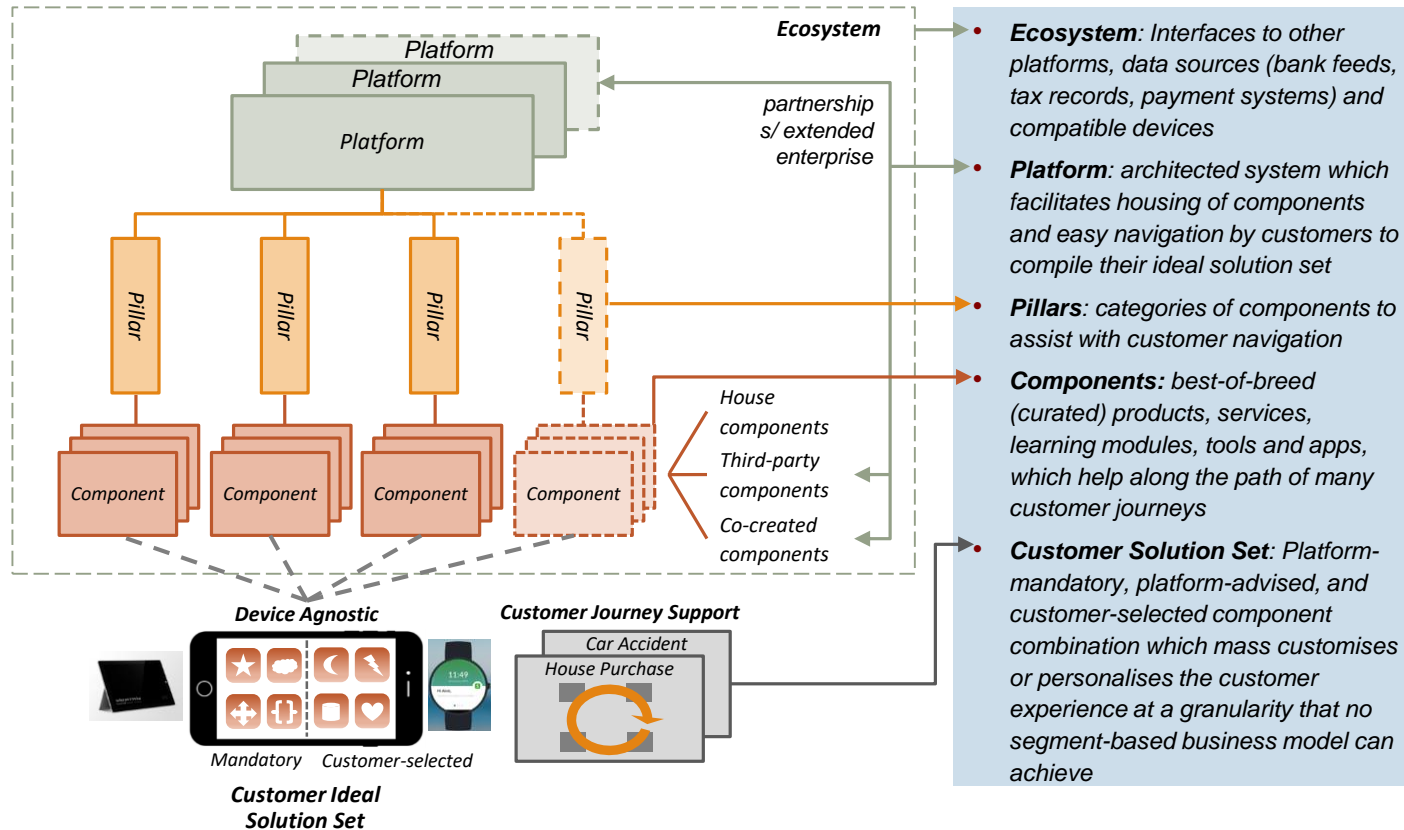 Ecosystem
Platform
Platform
Platform
partnership
s/ extended
enterprise
Pillar
Pillar
Pillar
Pillar
Component
Component
Component
Component
House
components
Third-party
components
Co-created
components
Device Agnostic
11:49
Mandatory
Customer-selected
Customer Ideal
Solution Set
Customer Journey Support
Car Accident
House Purchase
• Ecosystem: Interfaces to other
platforms, data sources (bank feeds,
tax records, payment systems) and
compatible devices
• Platform: architected system which
facilitates housing of components
and easy navigation by customers to
compile their ideal solution set
• Pillars: categories of components to
assist with customer navigation
• Components: best-of-breed
(curated) products, services,
learning modules, tools and apps,
which help along the path of many
customer journeys
• Customer Solution Set: Platform-
mandatory, platform-advised, and
customer-selected component
combination which mass customises
or personalises the customer
experience at a granularity that no
segment-based business model can
achieve